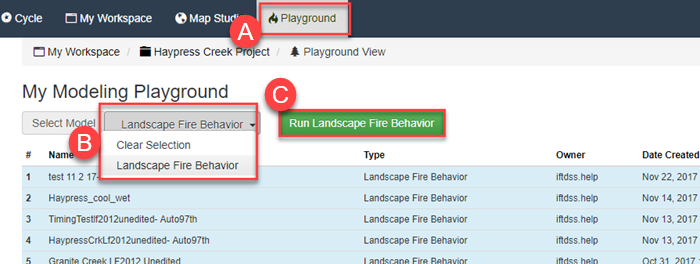 Cycle My Workspace Map Studio Playground
A
My Workspace / Haypress Creek Project / Playground View
My Modeling Playground
C
Select Model Landscape Fire Behavior Run Landscape Fire Behavior
B
Clear Selection
Landscape Fire Behavior
# Name Type Owner Date Created
1 test 11 2 17- Landscape Fire Behavior iftdss.help Nov 22, 2017
2 Haypress_cool_wet Landscape Fire Behavior iftdss.help Nov 14, 2017
3 TimingTestlf2012unedited- Auto97th Landscape Fire Behavior iftdss.help Nov 13, 2017
4 HaypressCrkLf2012unedited- Auto97th Landscape Fire Behavior iftdss.help Nov 13, 2017
5 Granite Creek LF2012 Unedited Landscape Fire Behavior iftdss.help Oct 31, 2017